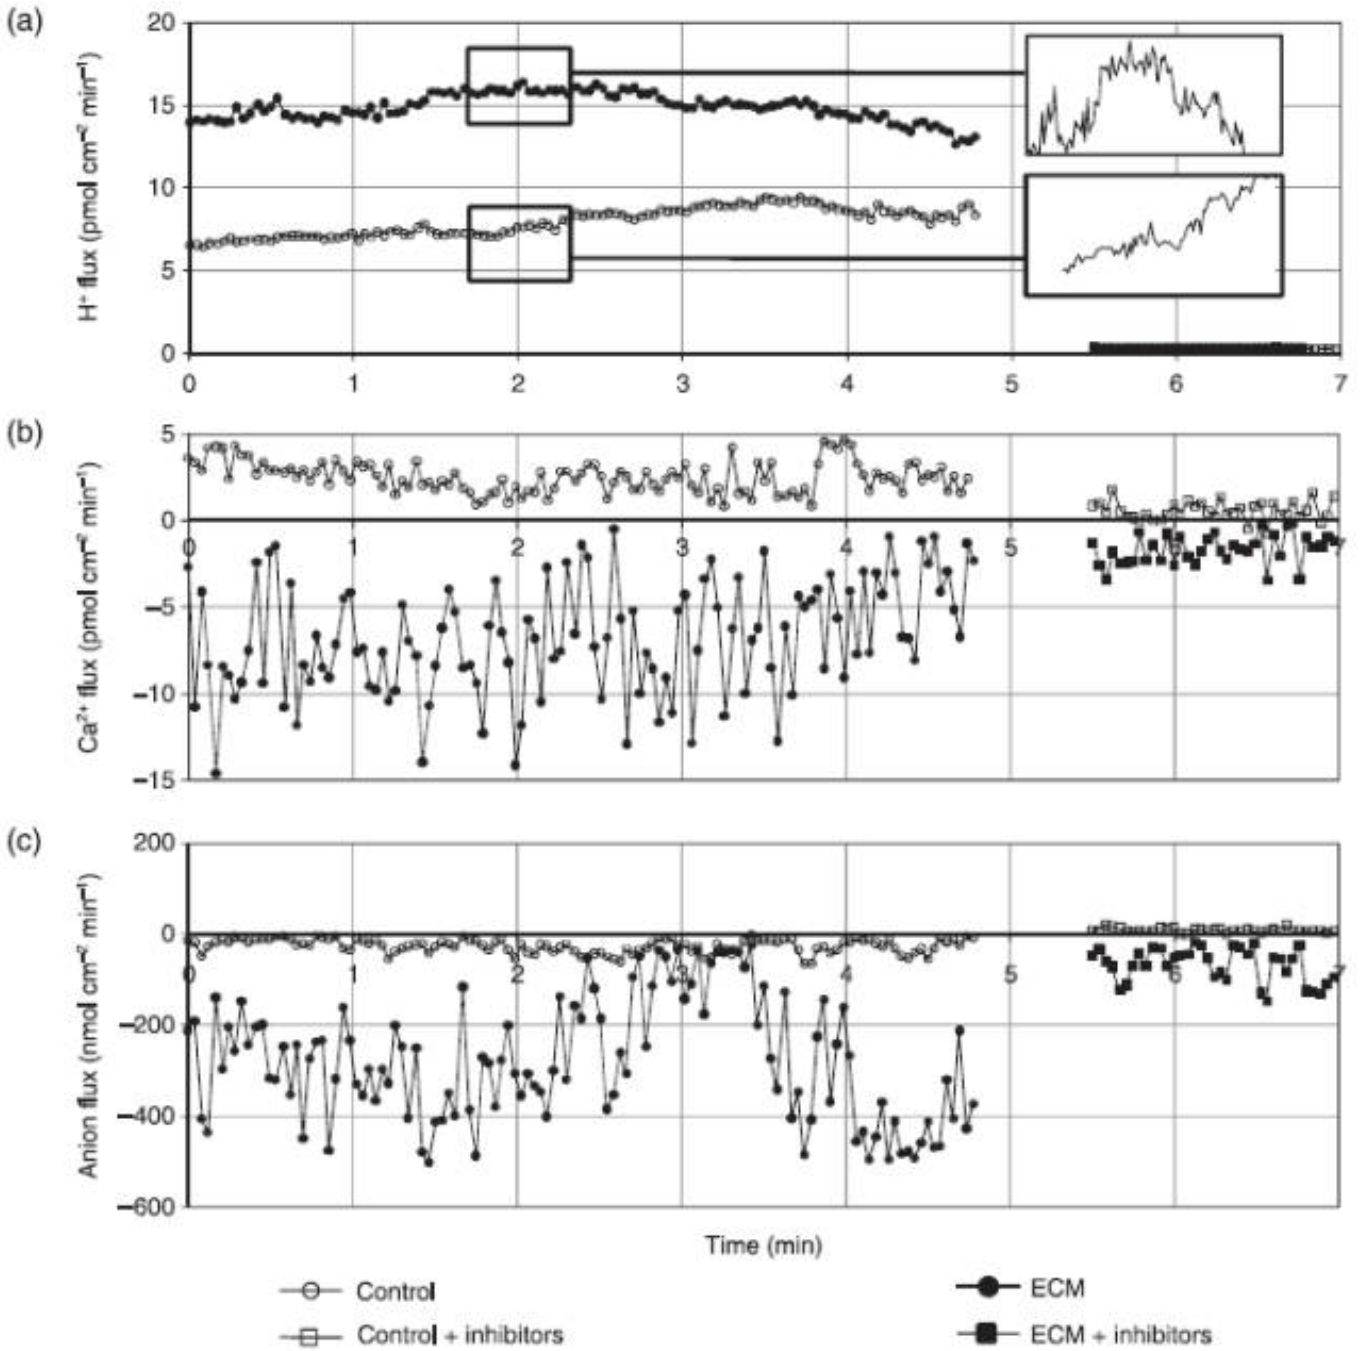 (a)
H⁺ flux (pmol cm⁻² min⁻¹)
20
15
10
5
0
0 1 2 3 4 5 6 7
(b)
Ca²⁺ flux (pmol cm⁻² min⁻¹)
5
0
−5
−10
−15
1 2 3 4 5 6 7
(c)
Anion flux (nmol cm⁻² min⁻¹)
200
0
−200
−400
−600
1 2 3 4 5 6 7
Time (min)
Control
ECM
Control + inhibitors
ECM + inhibitors